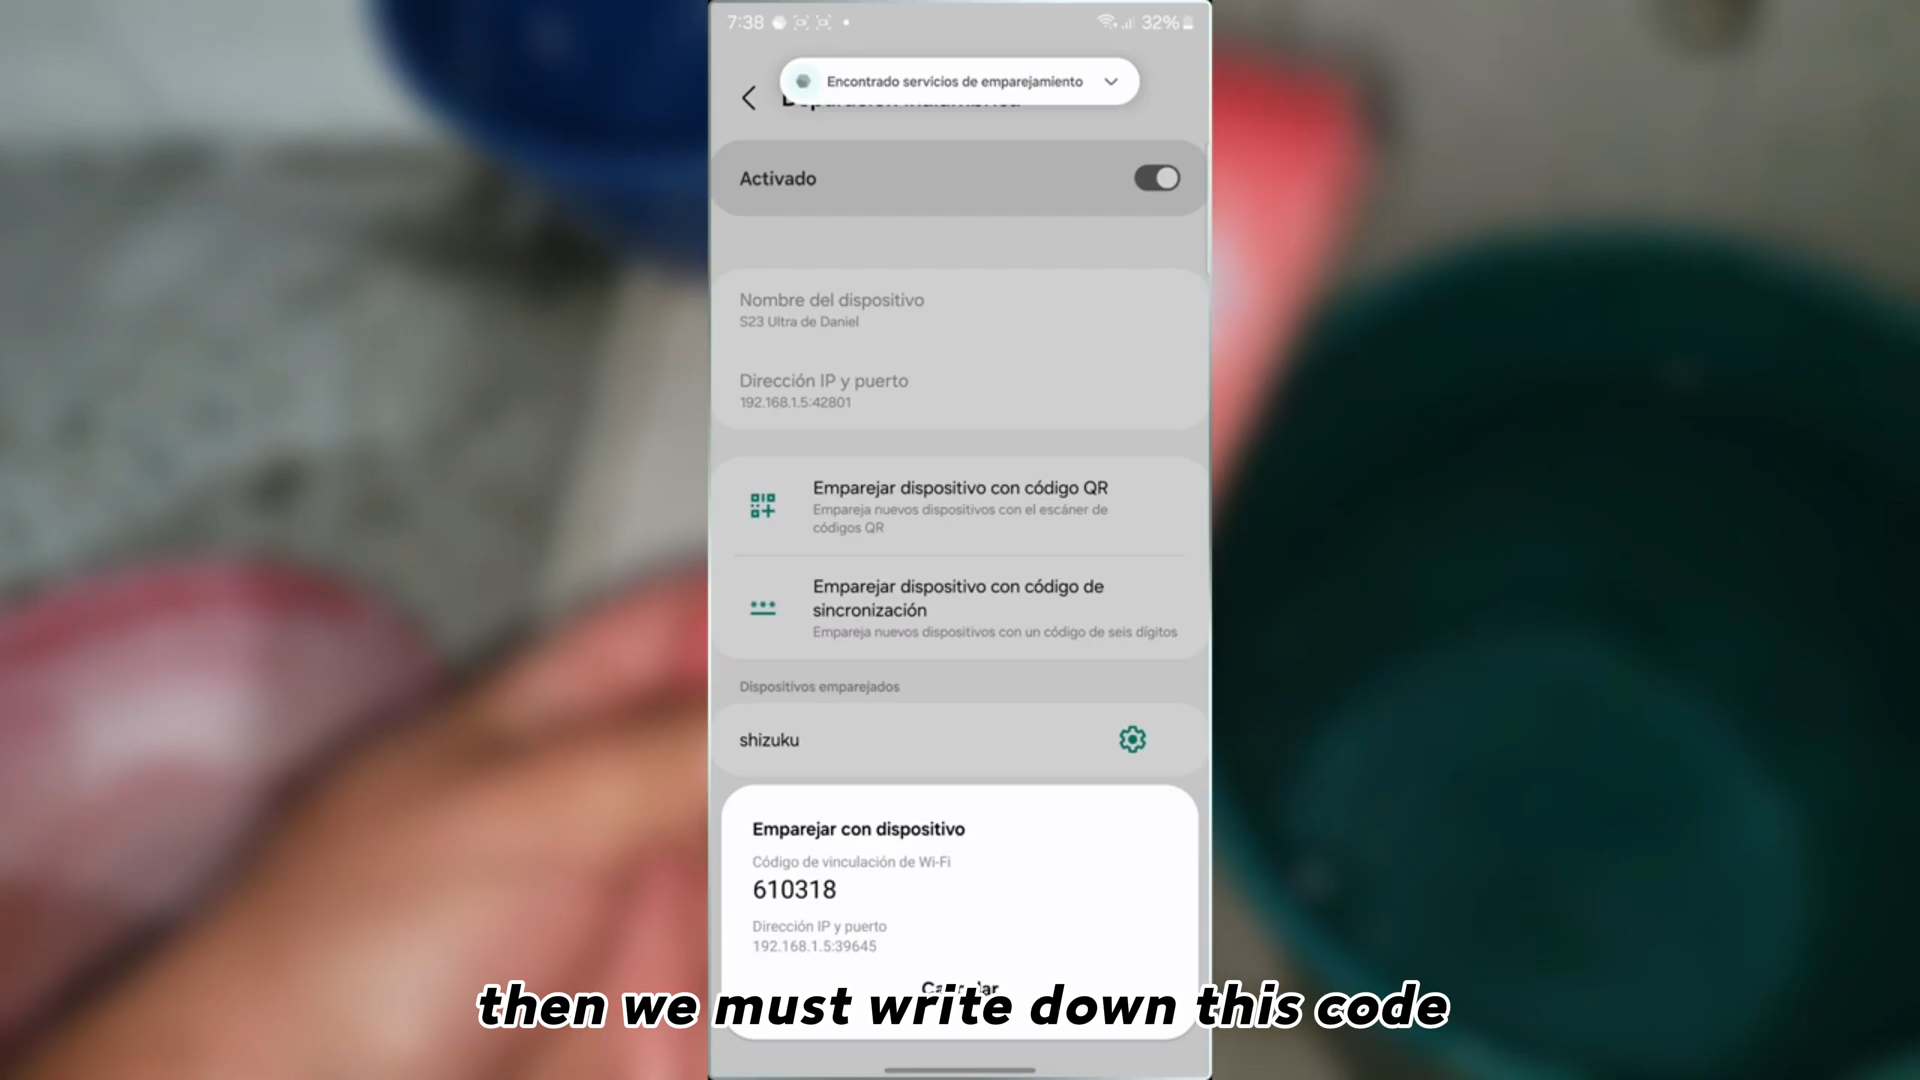 7:38
32%
Encontrado servicios de emparejamiento
Depuración inalámbrica
Activado
Nombre del dispositivo
S23 Ultra de Daniel
Dirección IP y puerto
192.168.1.5:42801
Emparejar dispositivo con código QR
Empareja nuevos dispositivos con el escáner de
códigos QR
Emparejar dispositivo con código de
sincronización
Empareja nuevos dispositivos con un código de seis dígitos
Dispositivos emparejados
shizuku
Emparejar con dispositivo
Código de vinculación de Wi-Fi
610318
Dirección IP y puerto
192.168.1.5:39645
Cancelar
then we must write down this code